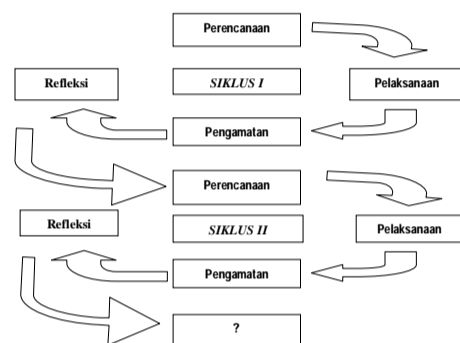 Perencanaan
Refleksi
SIKLUS I
Pelaksanaan
Pengamatan
Perencanaan
Refleksi
SIKLUS II
Pelaksanaan
Pengamatan
?